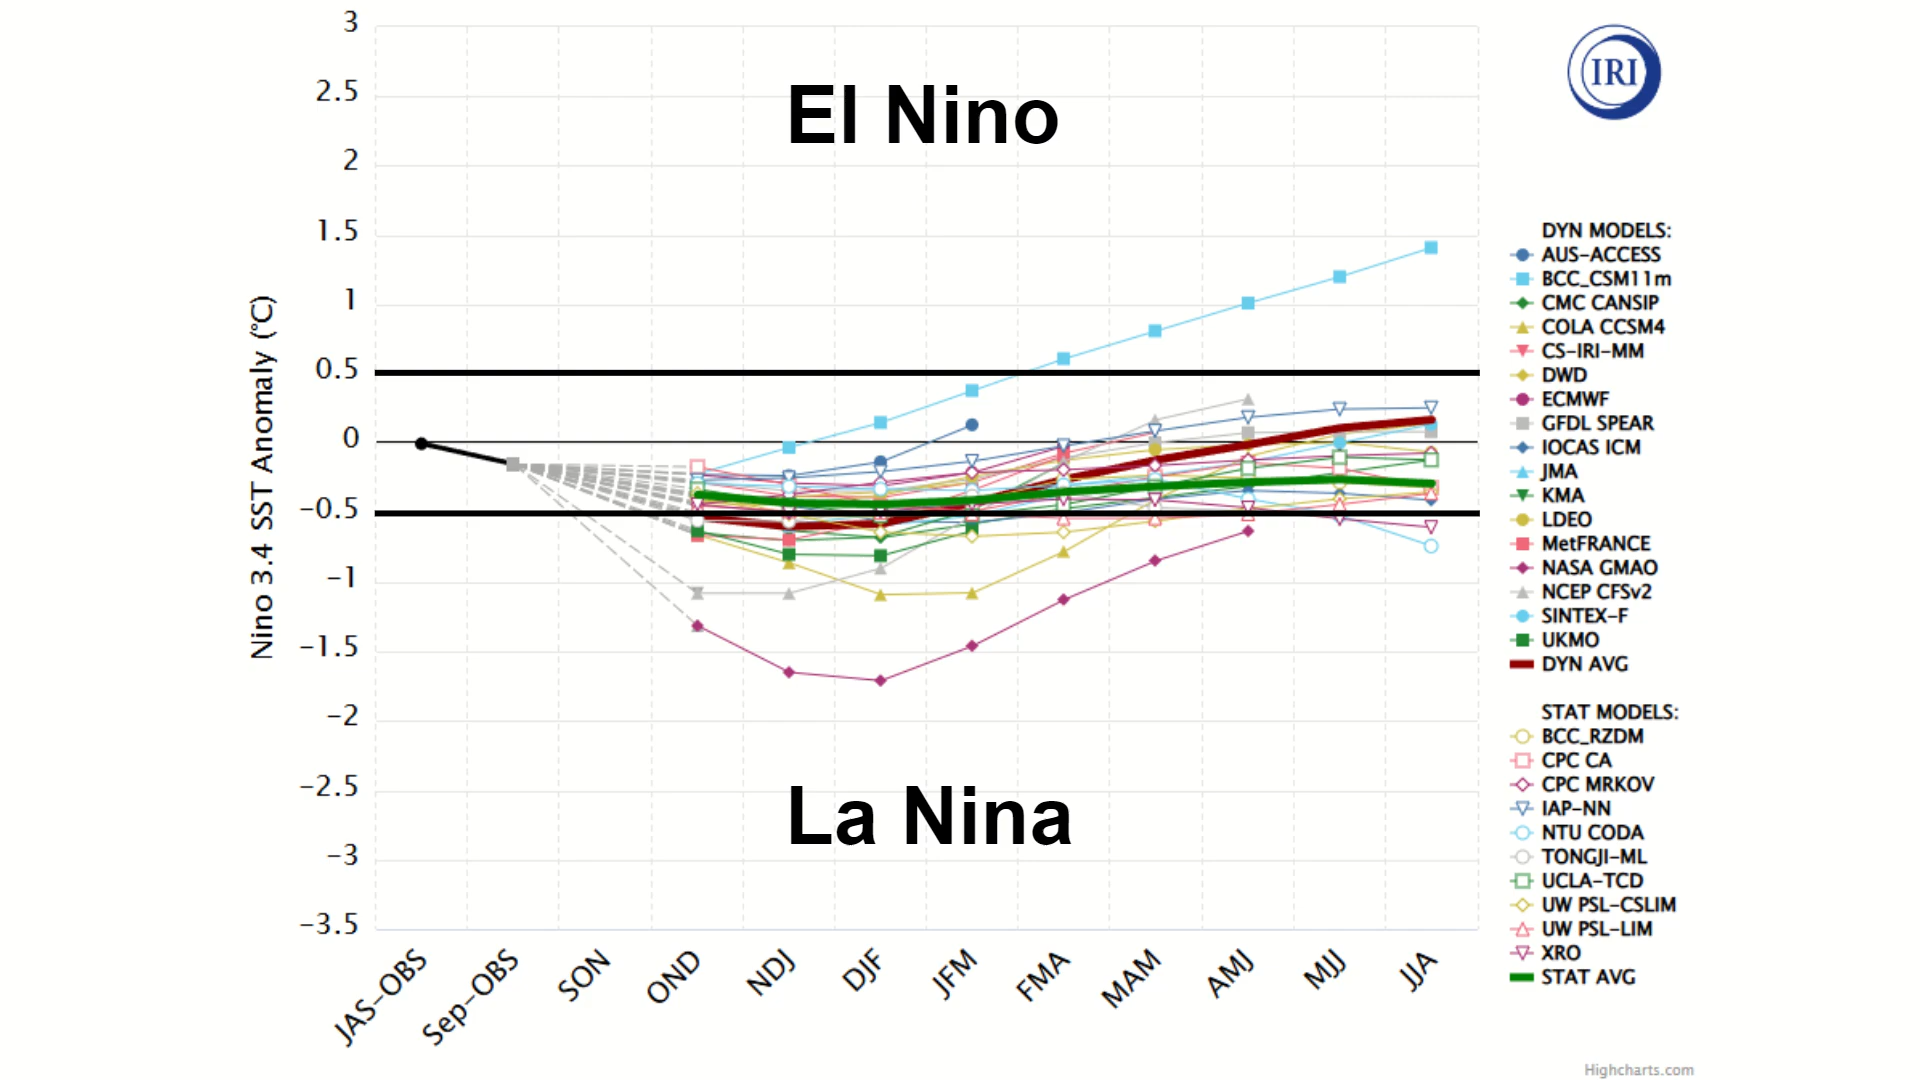 3
2.5
2
1.5
1
0.5
0
−0.5
−1
−1.5
−2
−2.5
−3
−3.5
Nino 3.4 SST Anomaly (°C)
El Nino
La Nina
JAS-OBS
Sep-OBS
SON
OND
NDJ
DJF
JFM
FMA
MAM
AMJ
MJJ
JJA
IRI
DYN MODELS:
AUS-ACCESS
BCC_CSM11m
CMC CANSIP
COLA CCSM4
CS-IRI-MM
DWD
ECMWF
GFDL SPEAR
IOCAS ICM
JMA
KMA
LDEO
MetFRANCE
NASA GMAO
NCEP CFSv2
SINTEX-F
UKMO
DYN AVG
STAT MODELS:
BCC_RZDM
CPC CA
CPC MRKOV
IAP-NN
NTU CODA
TONGJI-ML
UCLA-TCD
UW PSL-CSLIM
UW PSL-LIM
XRO
STAT AVG
Highcharts.com